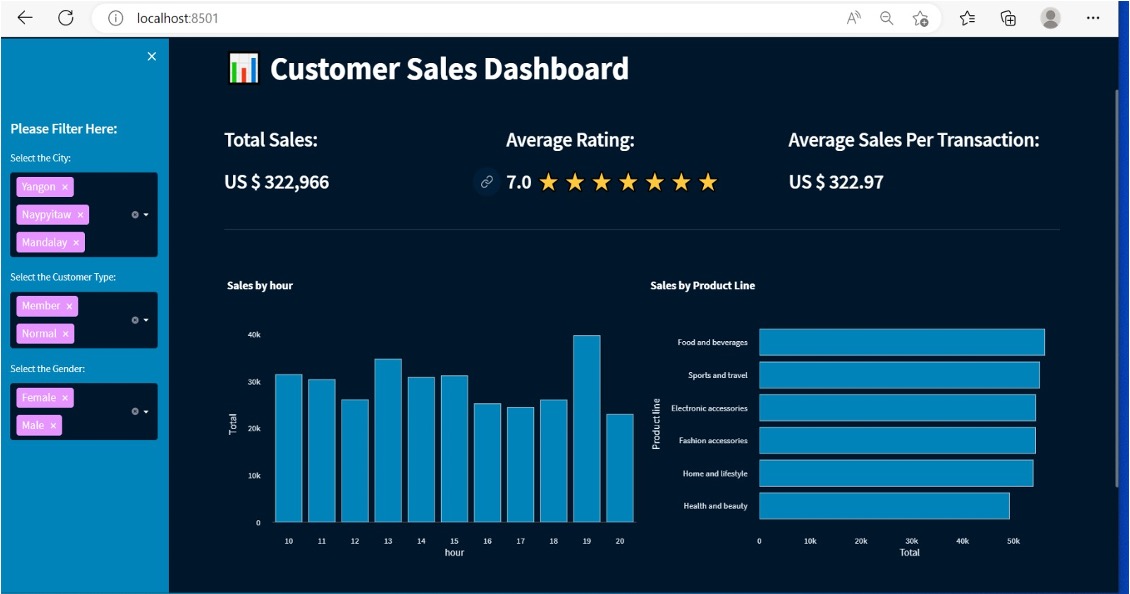 localhost:8501
Customer Sales Dashboard
Please Filter Here:
Select the City:
Yangon ×
Naypyitaw ×
Mandalay ×
Select the Customer Type:
Member ×
Normal ×
Select the Gender:
Female ×
Male ×
Total Sales:
US $ 322,966
Average Rating:
7.0
Average Sales Per Transaction:
US $ 322.97
Sales by hour
40k
30k
20k
10k
0
Total
10 11 12 13 14 15 16 17 18 19 20
hour
Sales by Product Line
Product line
Food and beverages
Sports and travel
Electronic accessories
Fashion accessories
Home and lifestyle
Health and beauty
0 10k 20k 30k 40k 50k
Total